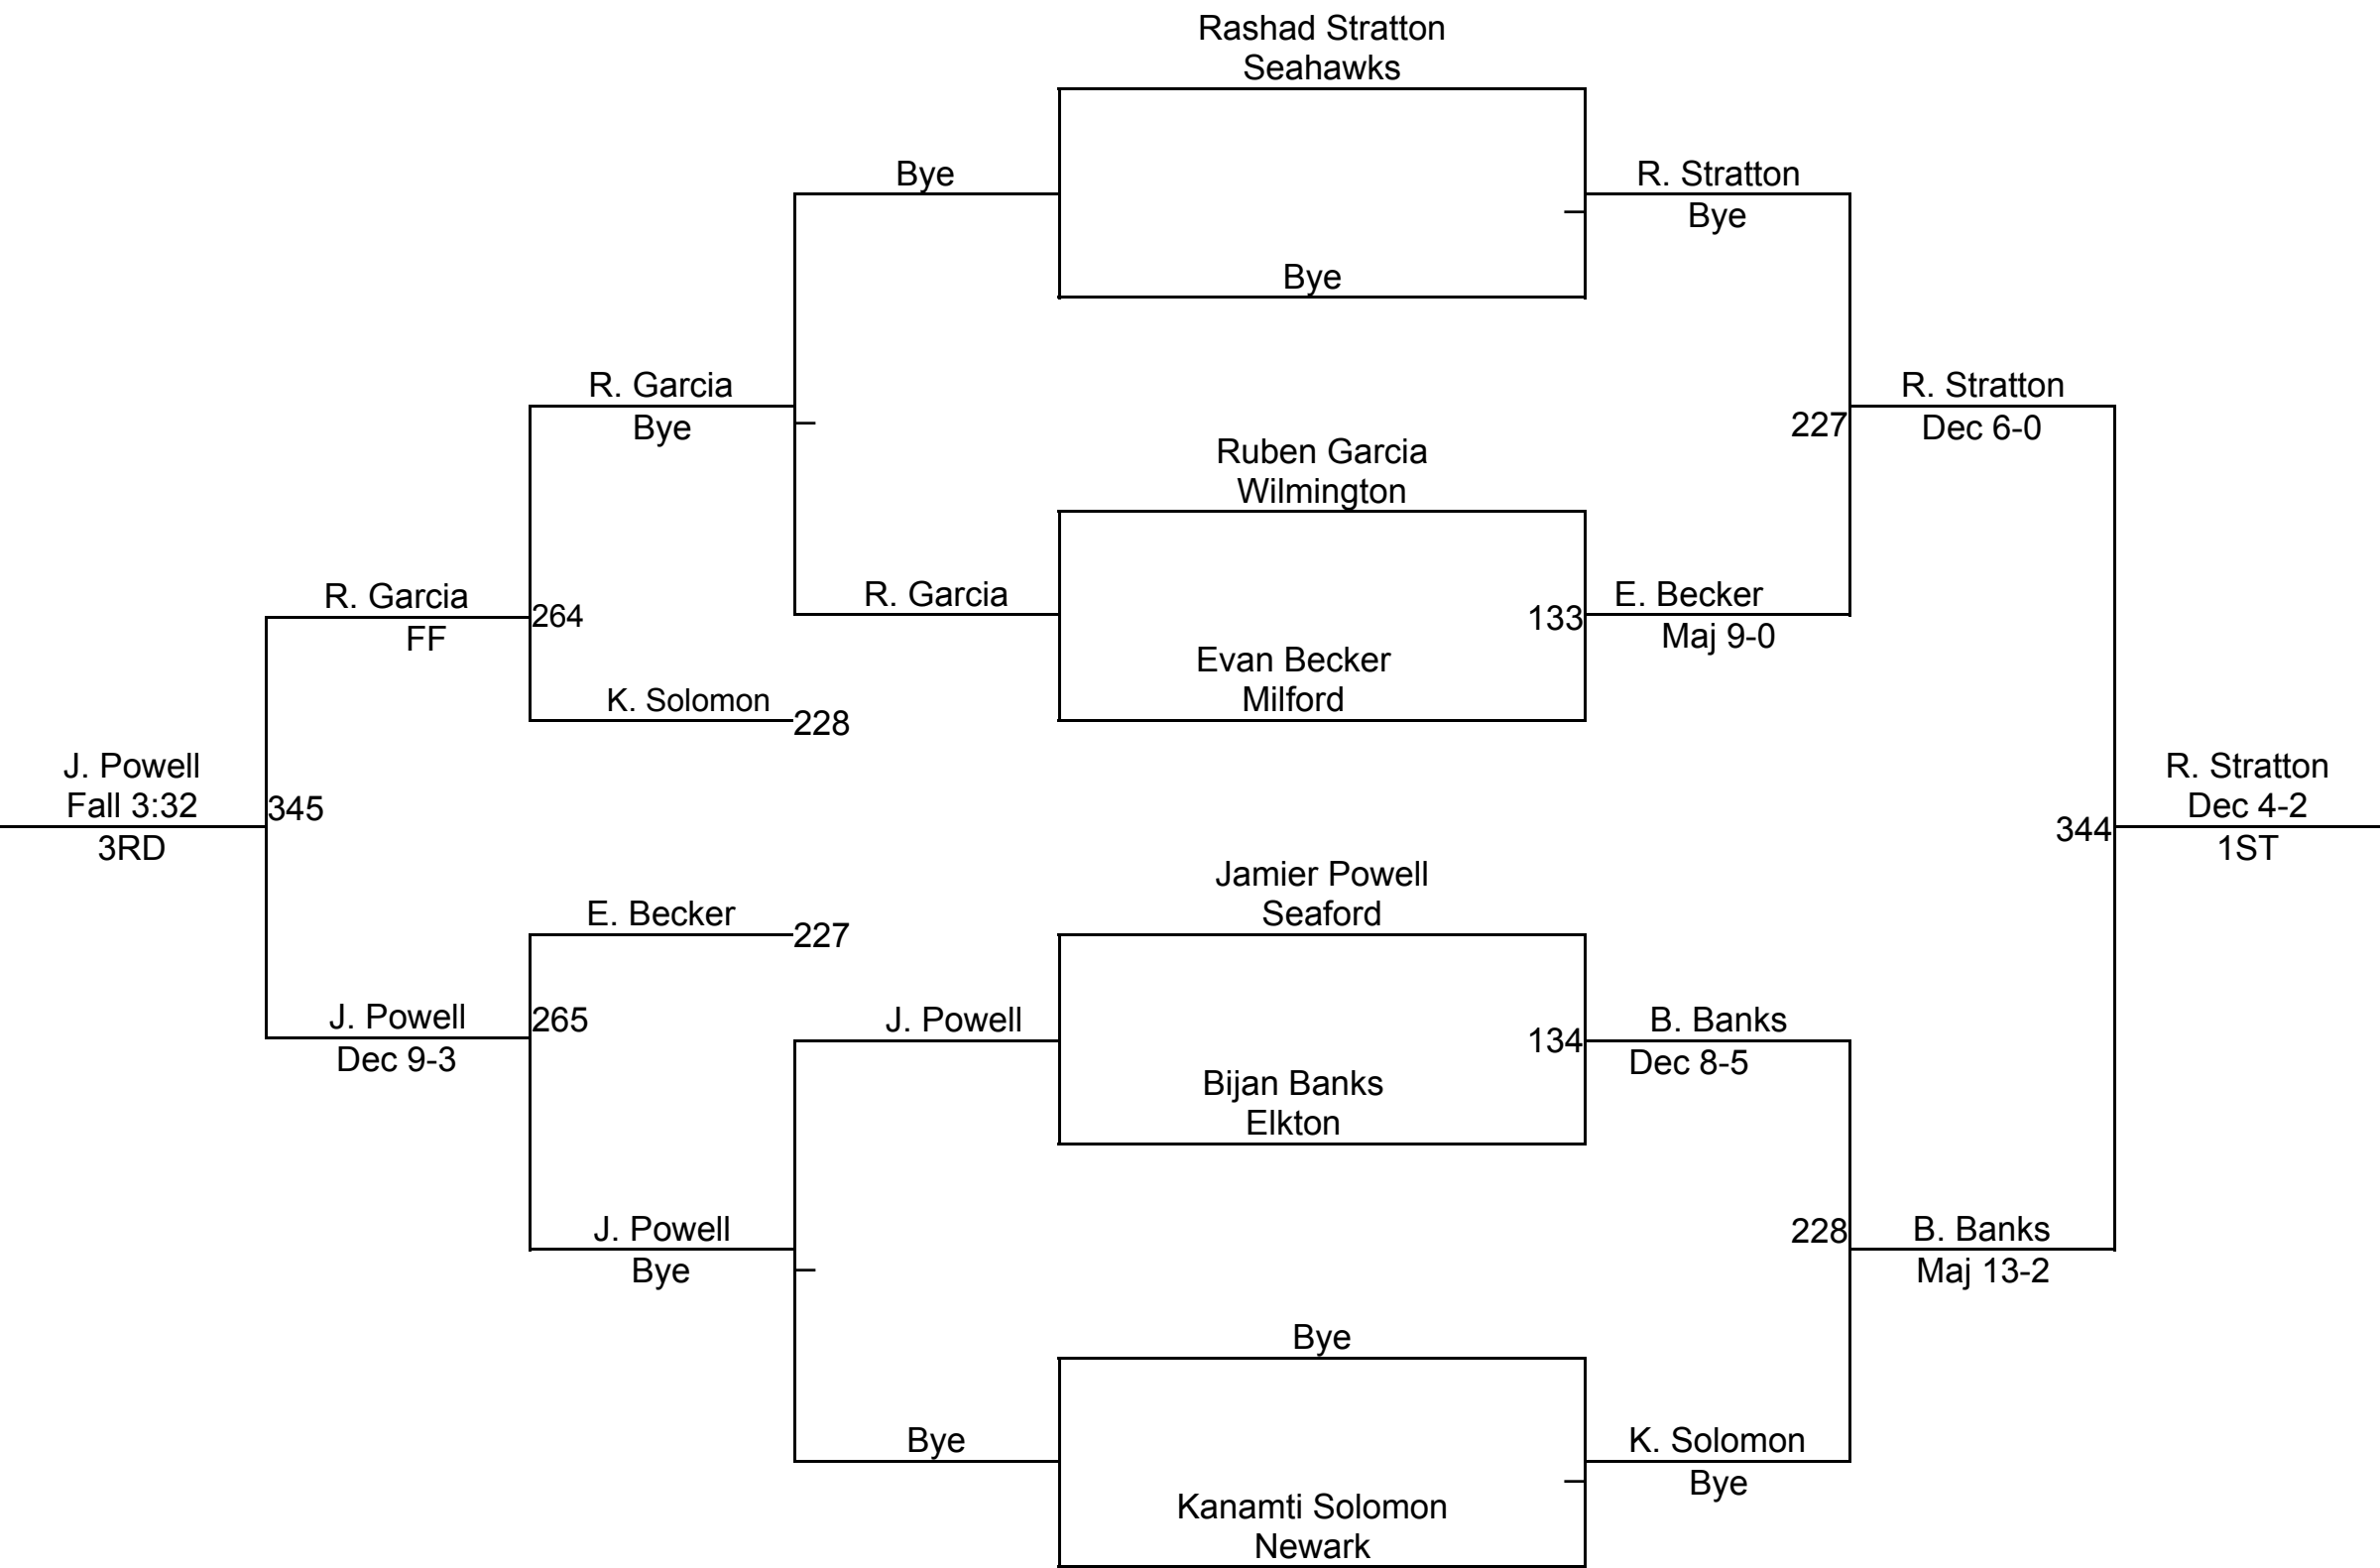 Rashad Stratton
Seahawks
Bye
R. Stratton
Bye
Bye
R. Garcia
Bye
R. Stratton
Dec 6-0
227
Ruben Garcia
Wilmington
R. Garcia
FF
264
R. Garcia
133
E. Becker
Maj 9-0
Evan Becker
Milford
K. Solomon
228
J. Powell
Fall 3:32
3RD
345
R. Stratton
Dec 4-2
1ST
344
Jamier Powell
Seaford
E. Becker
227
J. Powell
Dec 9-3
265
J. Powell
134
B. Banks
Dec 8-5
Bijan Banks
Elkton
J. Powell
Bye
228
B. Banks
Maj 13-2
Bye
Bye
K. Solomon
Bye
Kanamti Solomon
Newark